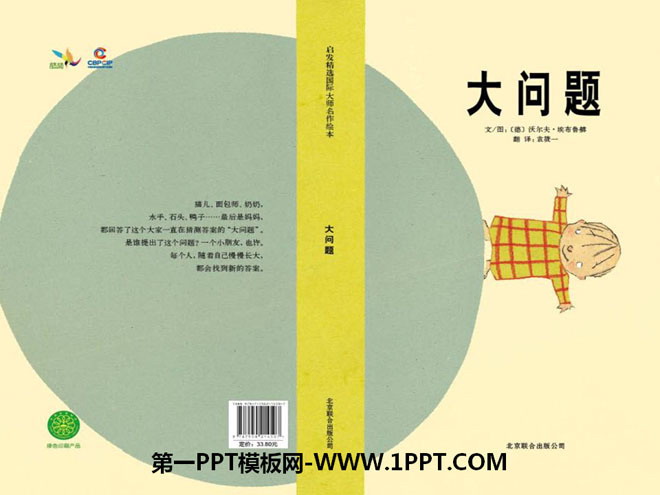 CBPCIP
启发精选国际大师名作绘本
大问题
猫儿、面包师、奶奶，
水手、石头、鸭子……最后是妈妈，
都回答了这个大家一直在猜测答案的“大问题”。
是谁提出了这个问题？一个小朋友，也许。
每个人，随着自己慢慢长大，
都会找到新的答案。
绿色印刷产品
定价：33.80元
北京联合出版公司
大问题
文/图：（德）沃尔夫·埃布鲁赫
翻 译：袁筱一
北京联合出版公司
第一PPT模板网-WWW.1PPT.COM